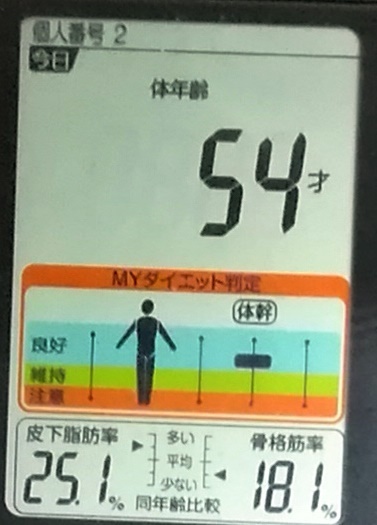 個人番号 2
今日
体年齢
54才
MYダイエット判定
体幹
良好
維持
注意
皮下脂肪率
25.1%
多い
平均
少ない
同年齢比較
骨格筋率
18.1%